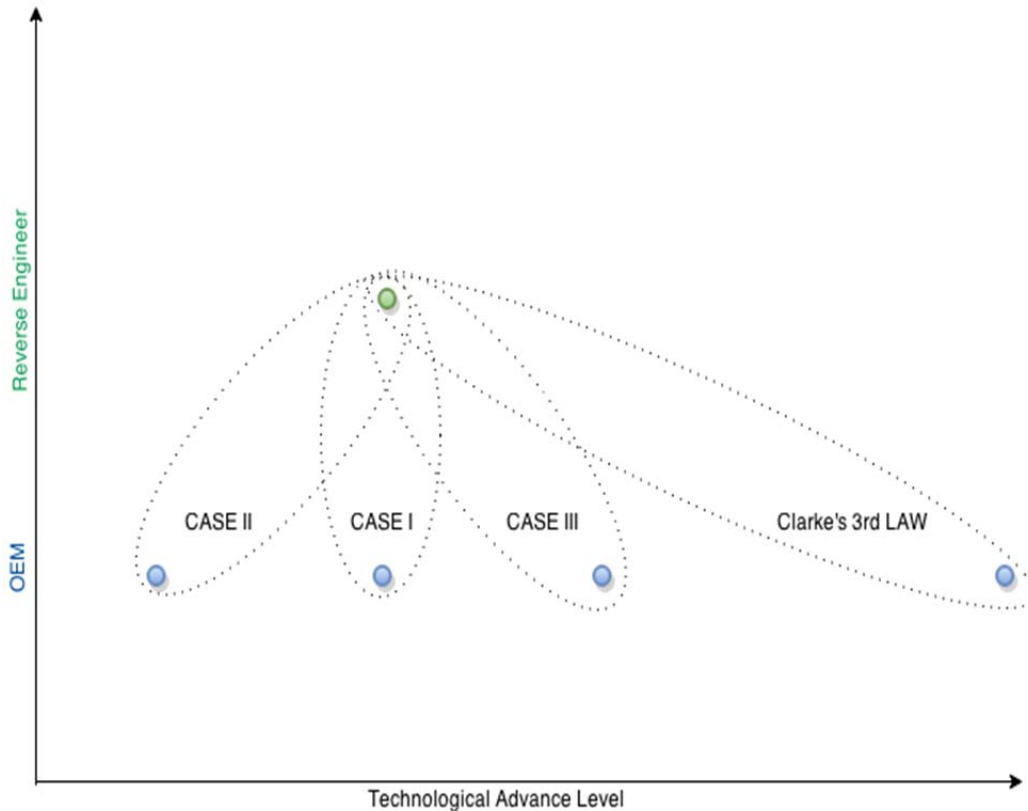 Reverse Engineer
OEM
CASE II
CASE I
CASE III
Clarke's 3rd LAW
Technological Advance Level